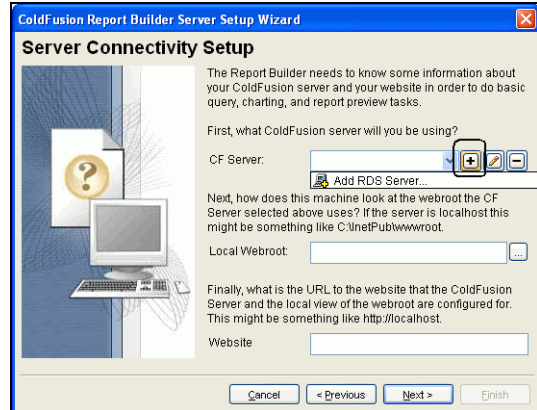 ColdFusion Report Builder Server Setup Wizard
Server Connectivity Setup
The Report Builder needs to know some information about
your ColdFusion server and your website in order to do basic
query, charting, and report preview tasks.
First, what ColdFusion server will you be using?
CF Server:
Add RDS Server...
Next, how does this machine look at the webroot the CF
Server selected above uses? If the server is localhost this
might be something like C:\InetPub\wwwroot.
Local Webroot:
...
Finally, what is the URL to the website that the ColdFusion
Server and the local view of the webroot are configured for.
This might be something like http://localhost.
Website
Cancel < Previous Next > Finish